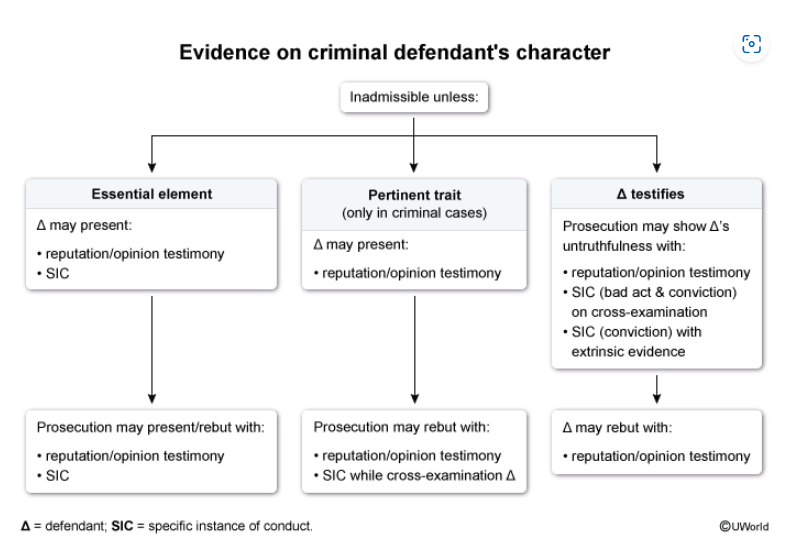 Evidence on criminal defendant's character
Inadmissible unless:
Essential element
Δ may present:
• reputation/opinion testimony
• SIC
Prosecution may present/rebut with:
• reputation/opinion testimony
• SIC
Pertinent trait
(only in criminal cases)
Δ may present:
• reputation/opinion testimony
Prosecution may rebut with:
• reputation/opinion testimony
• SIC while cross-examination Δ
Δ testifies
Prosecution may show Δ's
untruthfulness with:
• reputation/opinion testimony
• SIC (bad act & conviction)
on cross-examination
• SIC (conviction) with
extrinsic evidence
Δ may rebut with:
• reputation/opinion testimony
Δ = defendant; SIC = specific instance of conduct.
©UWorld